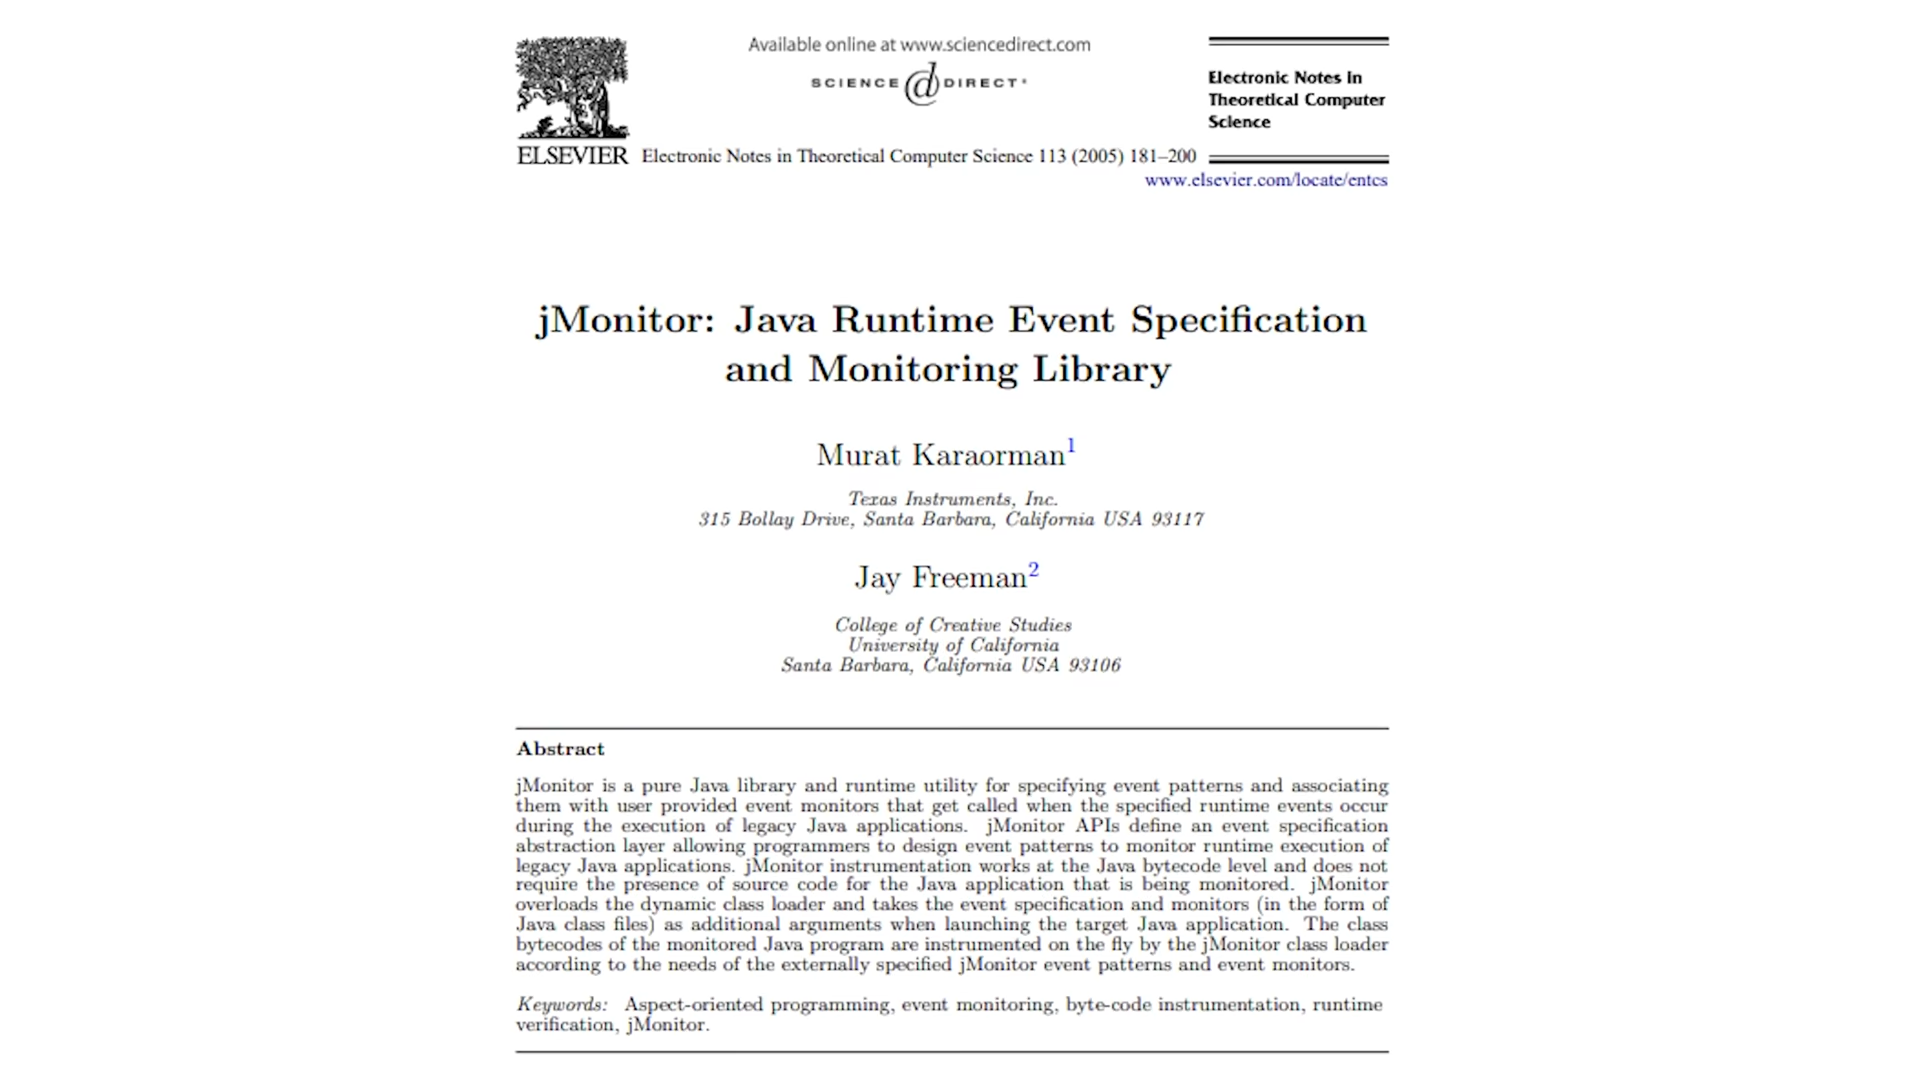 Available online at www.sciencedirect.com
SCIENCE @ DIRECT®
Electronic Notes in
Theoretical Computer
Science
ELSEVIER
Electronic Notes in Theoretical Computer Science 113 (2005) 181–200
www.elsevier.com/locate/entcs
jMonitor: Java Runtime Event Specification
and Monitoring Library
Murat Karaorman1
Texas Instruments, Inc.
315 Bollay Drive, Santa Barbara, California USA 93117
Jay Freeman2
College of Creative Studies
University of California
Santa Barbara, California USA 93106
Abstract
jMonitor is a pure Java library and runtime utility for specifying event patterns and associating
them with user provided event monitors that get called when the specified runtime events occur
during the execution of legacy Java applications. jMonitor APIs define an event specification
abstraction layer allowing programmers to design event patterns to monitor runtime execution of
legacy Java applications. jMonitor instrumentation works at the Java bytecode level and does not
require the presence of source code for the Java application that is being monitored. jMonitor
overloads the dynamic class loader and takes the event specification and monitors (in the form of
Java class files) as additional arguments when launching the target Java application. The class
bytecodes of the monitored Java program are instrumented on the fly by the jMonitor class loader
according to the needs of the externally specified jMonitor event patterns and event monitors.
Keywords: Aspect-oriented programming, event monitoring, byte-code instrumentation, runtime
verification, jMonitor.